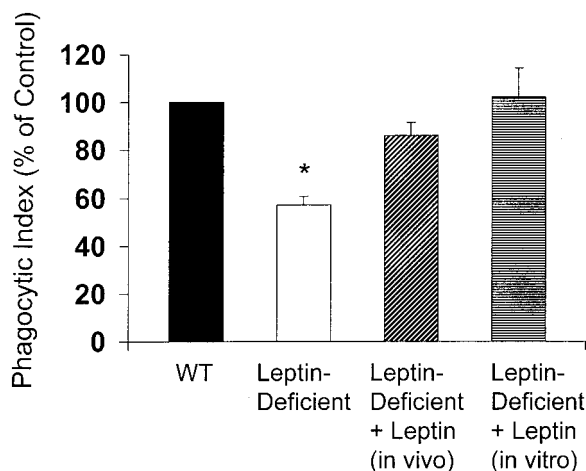 Phagocytic Index (% of Control)
120
100
80
60
40
20
0
*
WT
Leptin-
Deficient
Leptin-
Deficient
+ Leptin
(in vivo)
Leptin-
Deficient
+ Leptin
(in vitro)